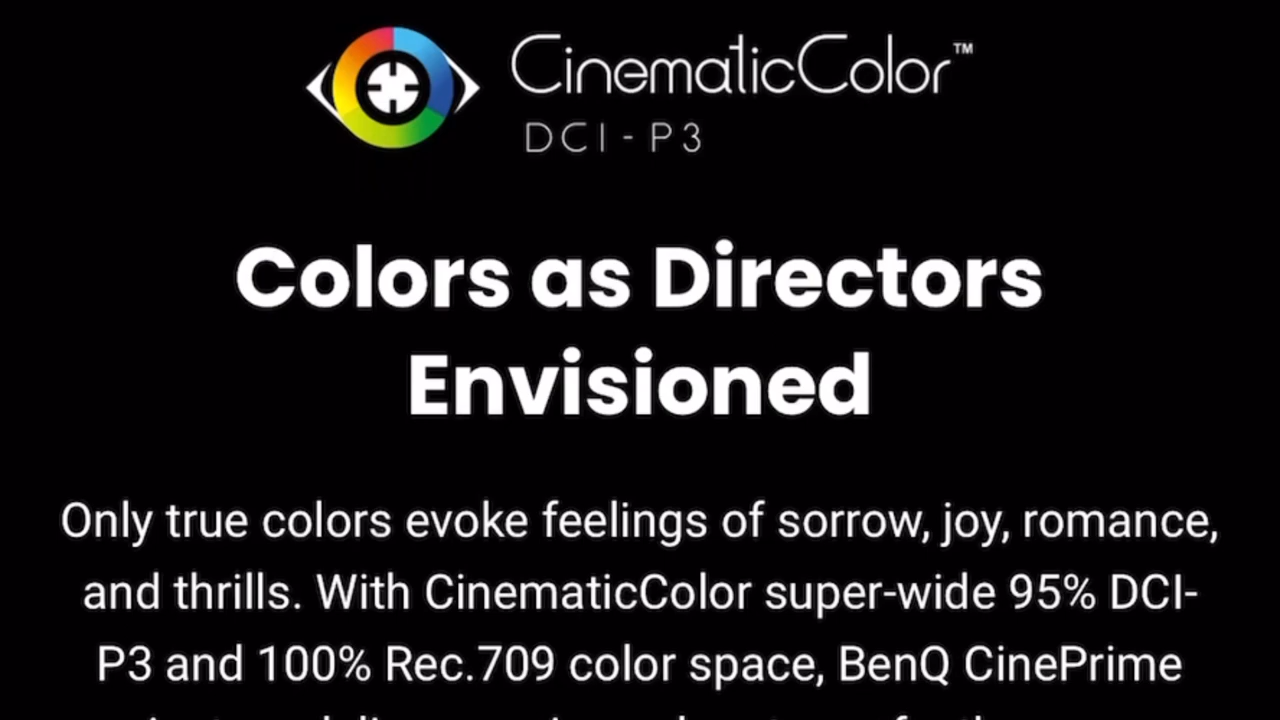 CinematicColor™
DCI-P3
Colors as Directors
Envisioned
Only true colors evoke feelings of sorrow, joy, romance,
and thrills. With CinematicColor super-wide 95% DCI-
P3 and 100% Rec.709 color space, BenQ CinePrime